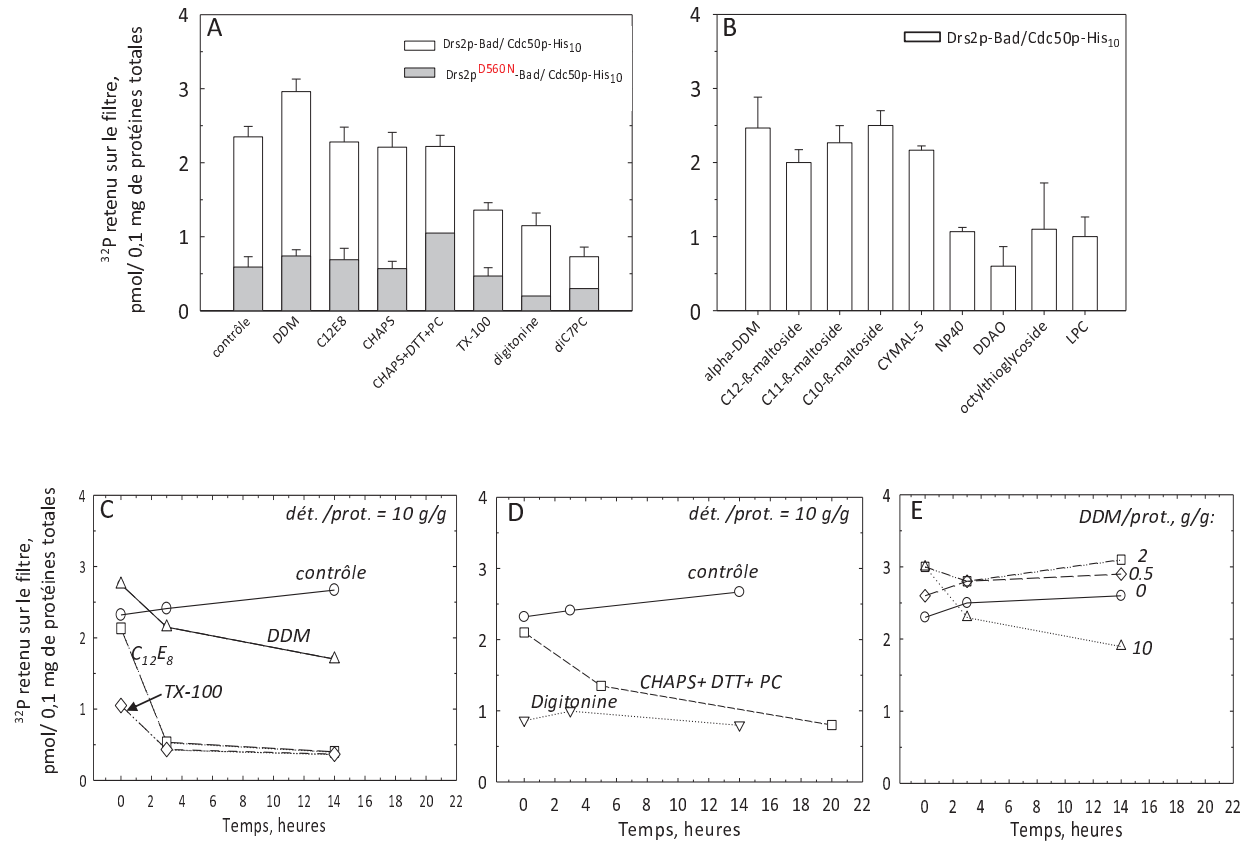 A
Drs2p-Bad/ Cdc50p-His10
Drs2pD560N-Bad/ Cdc50p-His10
32P retenu sur le filtre,
pmol/ 0,1 mg de protéines totales
4
3
2
1
0
contrôle
DDM
C12E8
CHAPS
CHAPS+DTT+PC
TX-100
digitonine
diC7PC
B
Drs2p-Bad/Cdc50p-His10
4
3
2
1
0
alpha-DDM
C12-ß-maltoside
C11-ß-maltoside
C10-ß-maltoside
CYMAL-5
NP40
DDAO
octylthioglycoside
LPC
32P retenu sur le filtre,
pmol/ 0,1 mg de protéines totales
C
dét./prot. = 10 g/g
contrôle
DDM
C12E8
TX-100
4
3
2
1
0
0 2 4 6 8 10 12 14 16 18 20 22
Temps, heures
D
dét./prot. = 10 g/g
contrôle
CHAPS+ DTT+ PC
Digitonine
4
3
2
1
0
0 2 4 6 8 10 12 14 16 18 20 22
Temps, heures
E
DDM/prot., g/g:
2
0.5
0
10
4
3
2
1
0
0 2 4 6 8 10 12 14 16 18 20 22
Temps, heures